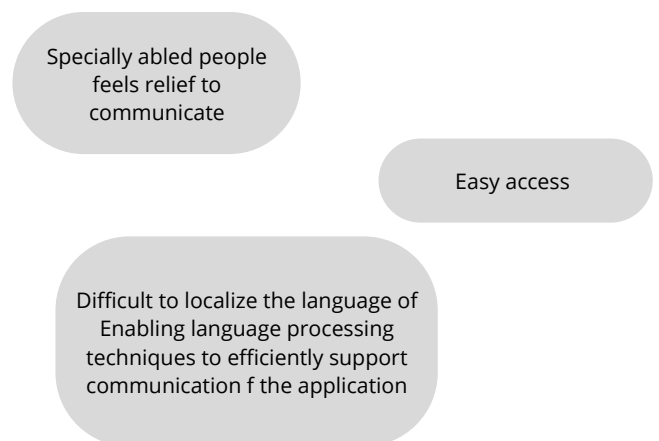 Specially abled people
feels relief to
communicate
Easy access
Difficult to localize the language of
Enabling language processing
techniques to efficiently support
communication f the application